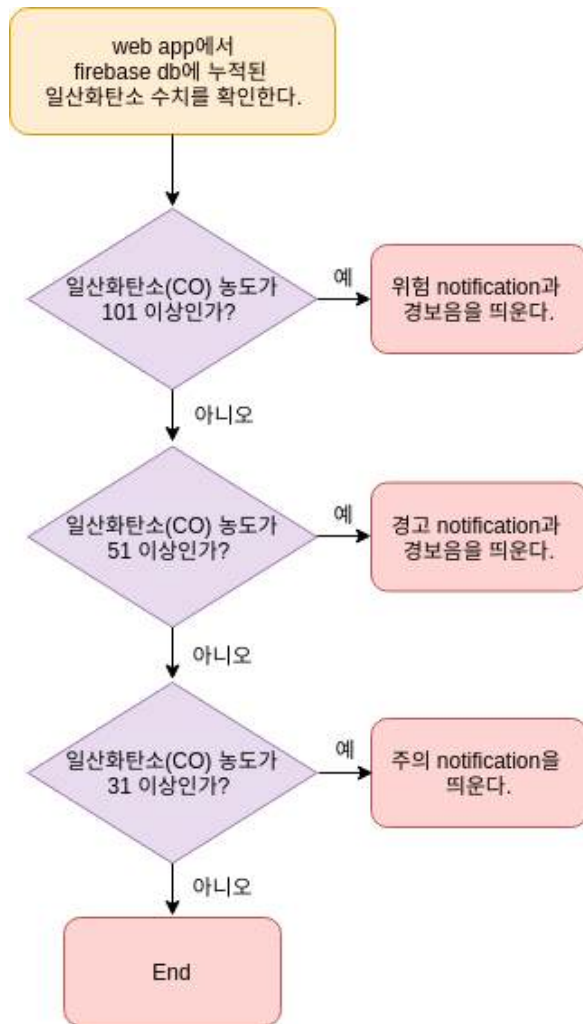 web app에서
firebase db에 누적된
일산화탄소 수치를 확인한다.
일산화탄소(CO) 농도가
101 이상인가?
예
위험 notification과
경보음을 띄운다.
아니오
일산화탄소(CO) 농도가
51 이상인가?
예
경고 notification과
경보음을 띄운다.
아니오
일산화탄소(CO) 농도가
31 이상인가?
예
주의 notification을
띄운다.
아니오
End